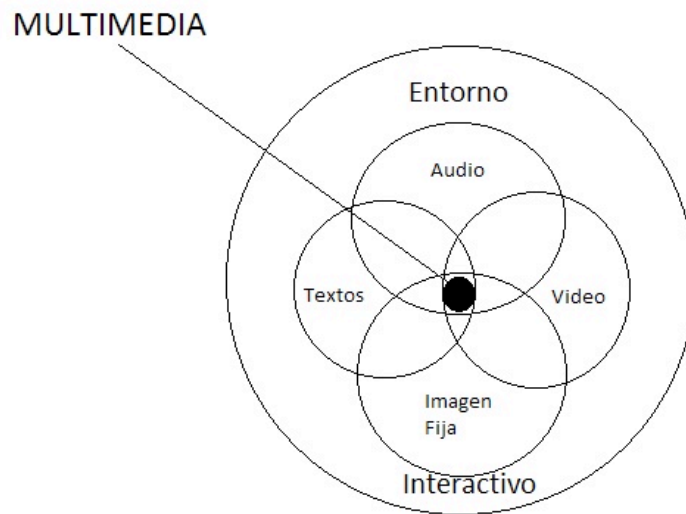 MULTIMEDIA
Entorno
Audio
Textos
Video
Imagen
Fija
Interactivo